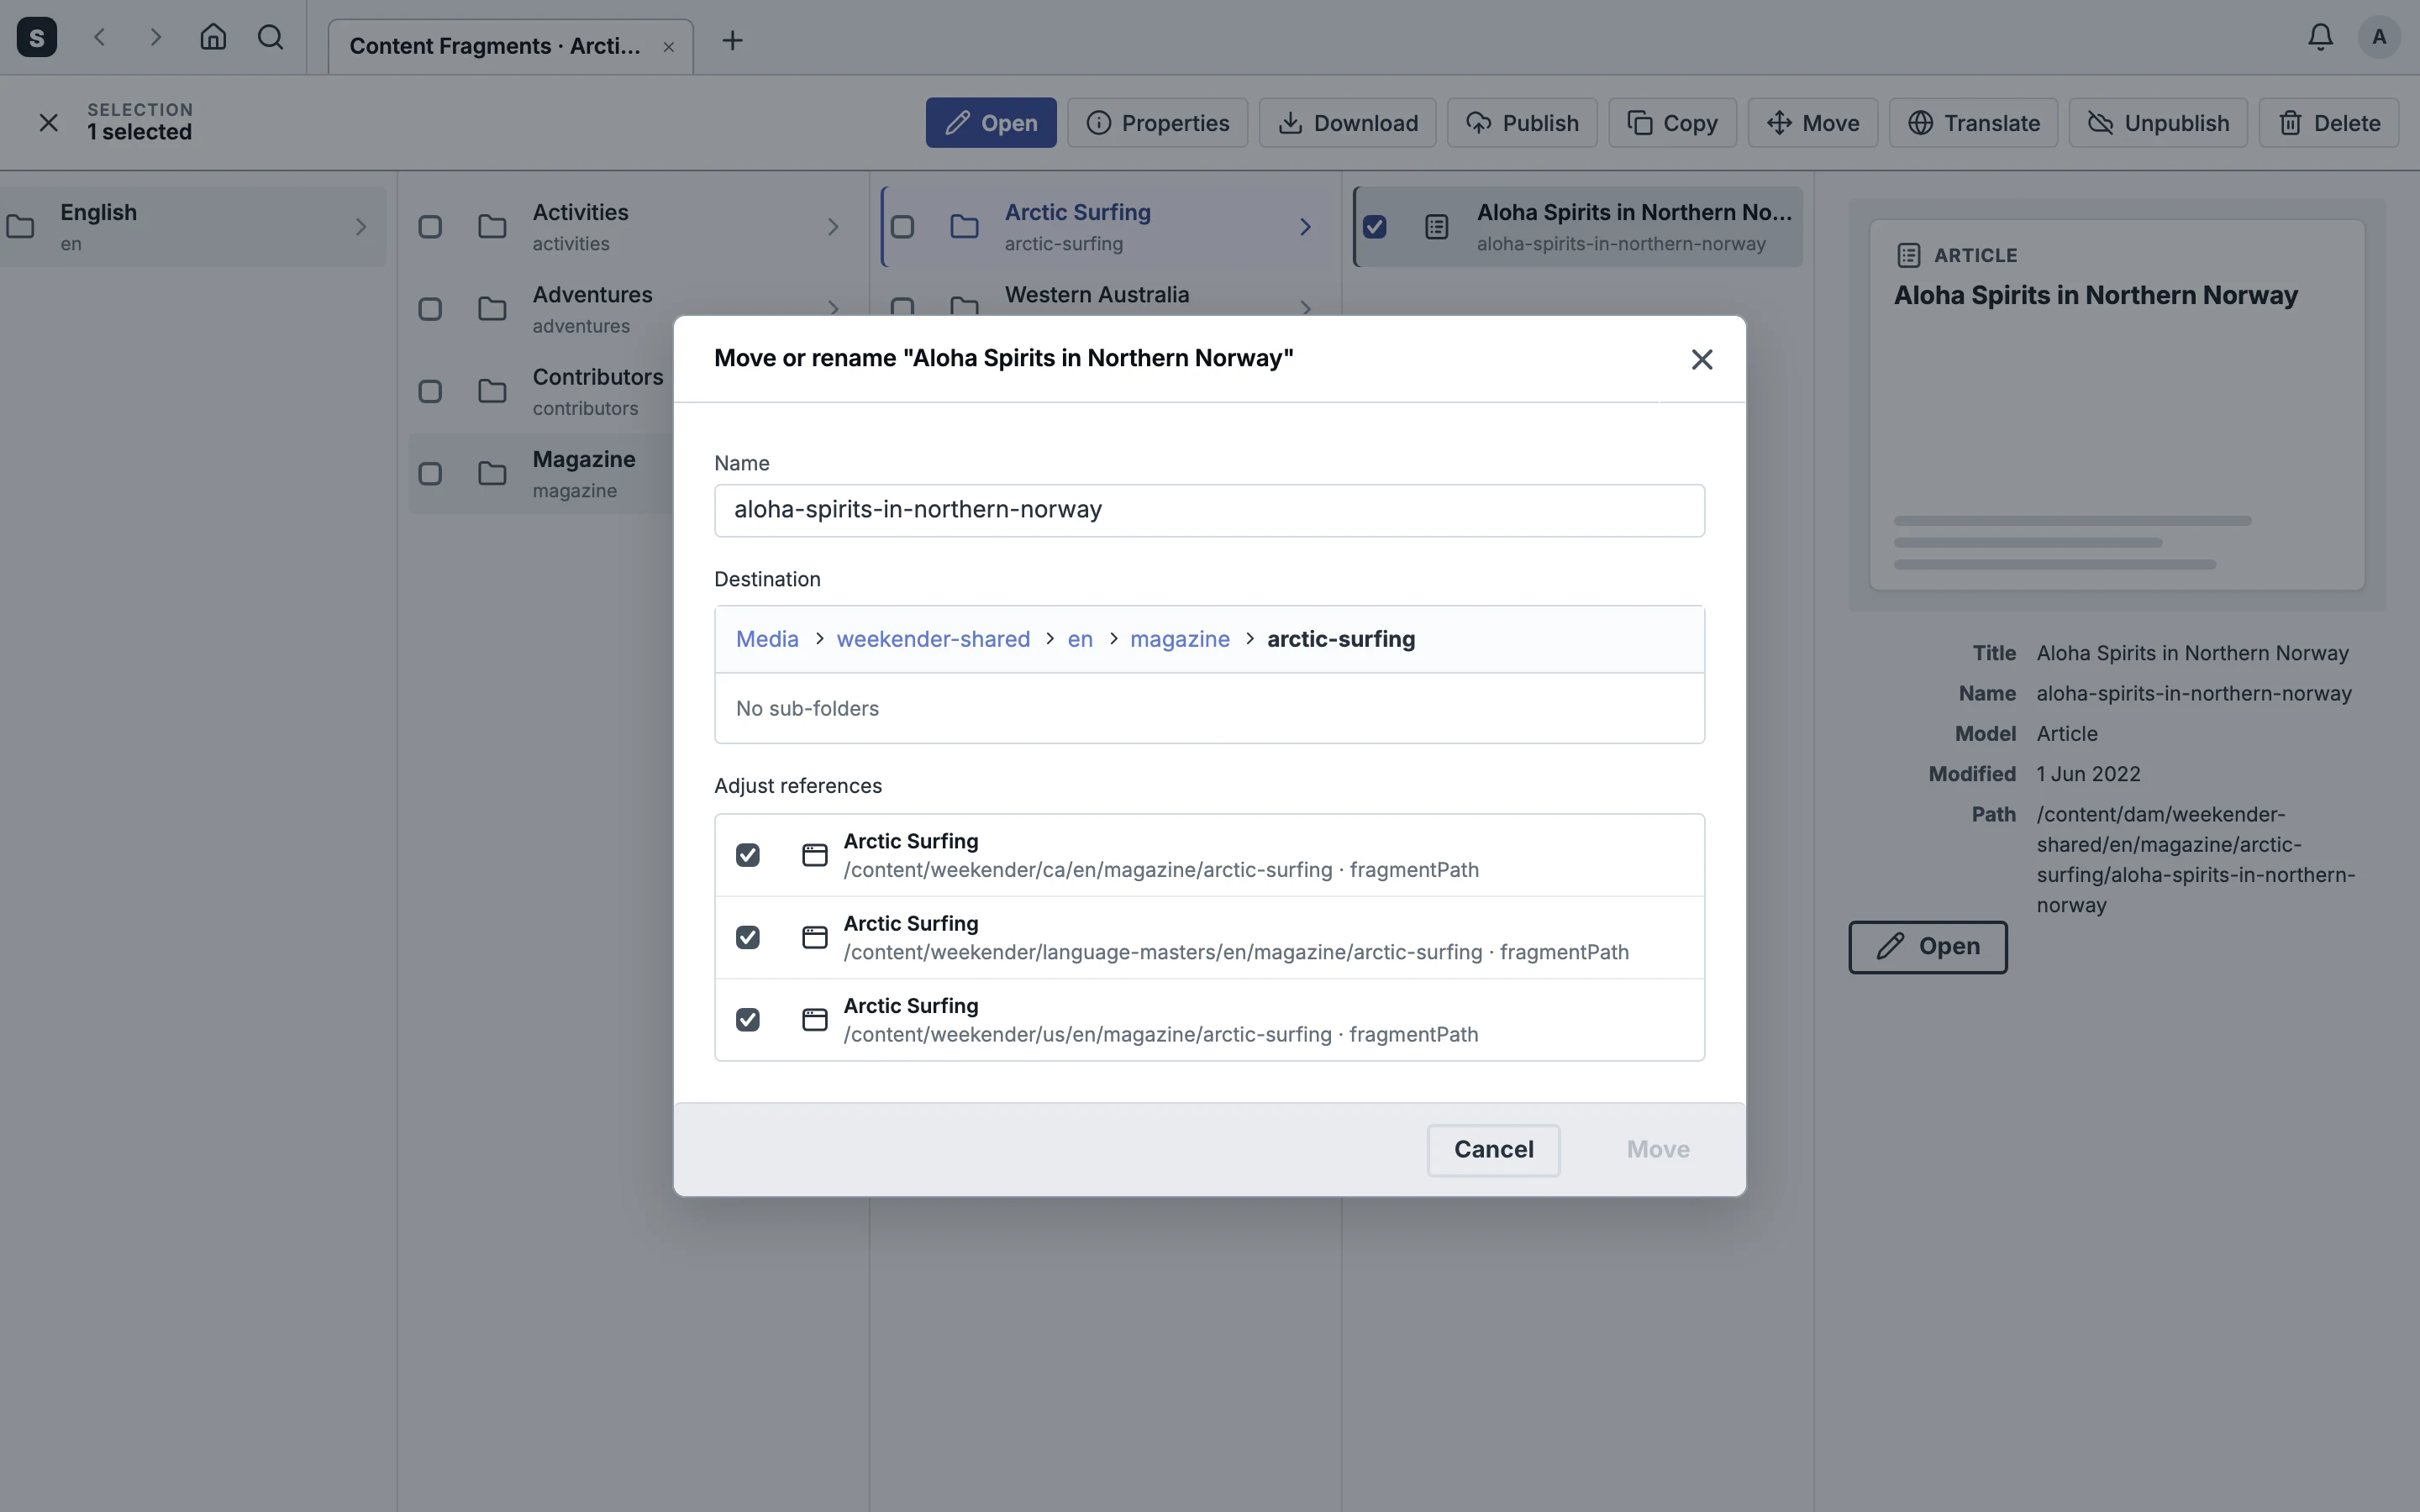 S
Content Fragments · Arcti...
A
SELECTION
1 selected
Open
Properties
Download
Publish
Copy
Move
Translate
Unpublish
Delete
English
en
Activities
activities
Adventures
adventures
Contributors
contributors
Magazine
magazine
Arctic Surfing
arctic-surfing
Western Australia
Aloha Spirits in Northern No...
aloha-spirits-in-northern-norway
ARTICLE
Aloha Spirits in Northern Norway
Title Aloha Spirits in Northern Norway
Name aloha-spirits-in-northern-norway
Model Article
Modified 1 Jun 2022
Path /content/dam/weekender-
shared/en/magazine/arctic-
surfing/aloha-spirits-in-northern-
norway
Open
Move or rename "Aloha Spirits in Northern Norway"
Name
aloha-spirits-in-northern-norway
Destination
Media > weekender-shared > en > magazine > arctic-surfing
No sub-folders
Adjust references
Arctic Surfing
/content/weekender/ca/en/magazine/arctic-surfing · fragmentPath
Arctic Surfing
/content/weekender/language-masters/en/magazine/arctic-surfing · fragmentPath
Arctic Surfing
/content/weekender/us/en/magazine/arctic-surfing · fragmentPath
Cancel
Move